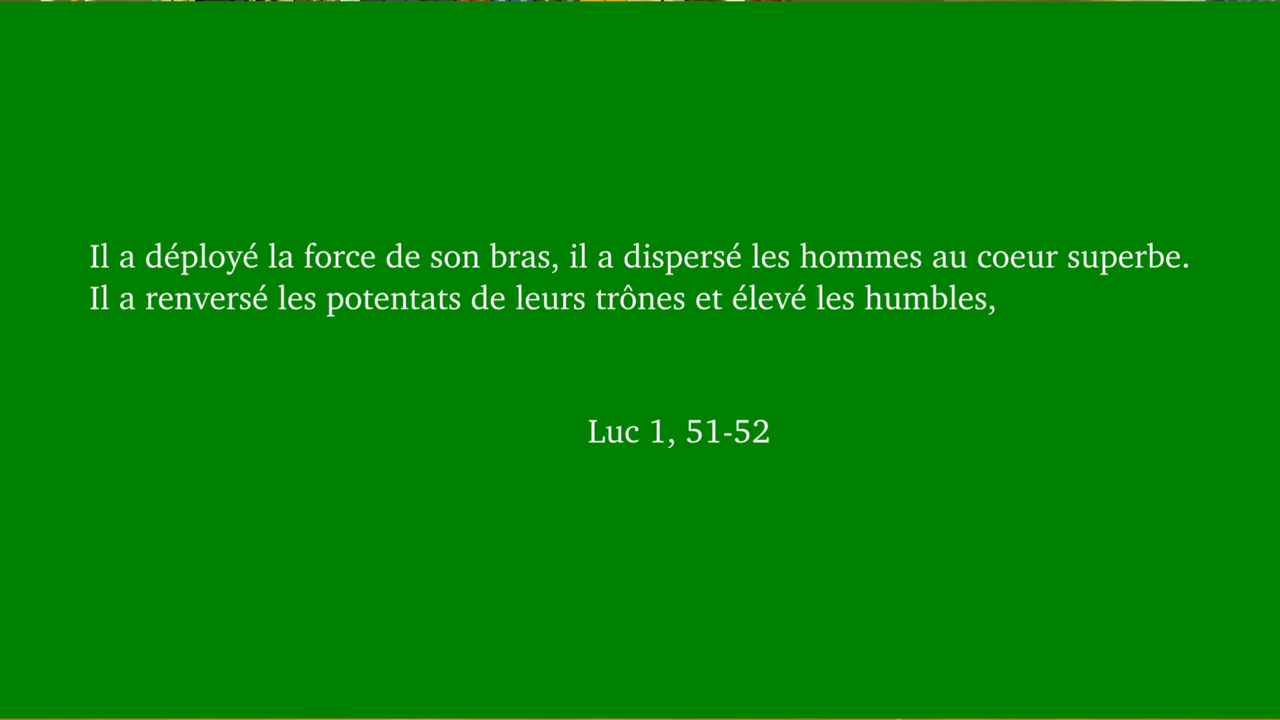 Il a déployé la force de son bras, il a dispersé les hommes au coeur superbe.
Il a renversé les potentats de leurs trônes et élevé les humbles,
Luc 1, 51-52